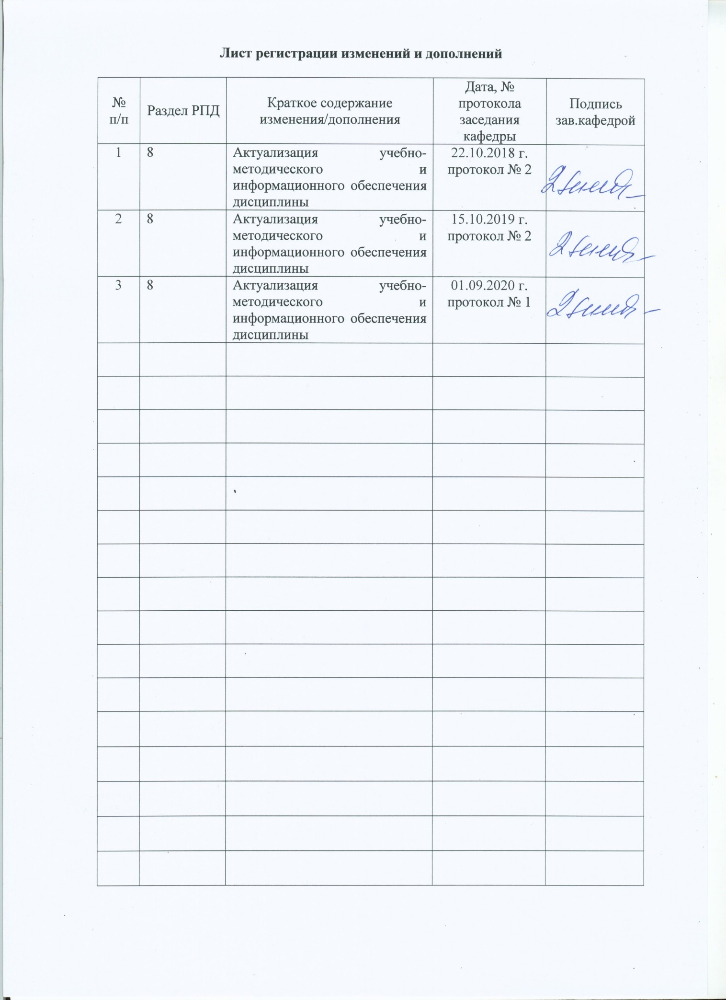 Лист регистрации изменений и дополнений
№
п/п
Раздел РПД
Краткое содержание
изменения/дополнения
Дата, №
протокола
заседания
кафедры
Подпись
зав.кафедрой
1
8
Актуализация учебно-
методического и
информационного обеспечения
дисциплины
22.10.2018 г.
протокол № 2
2
8
Актуализация учебно-
методического и
информационного обеспечения
дисциплины
15.10.2019 г.
протокол № 2
3
8
Актуализация учебно-
методического и
информационного обеспечения
дисциплины
01.09.2020 г.
протокол № 1